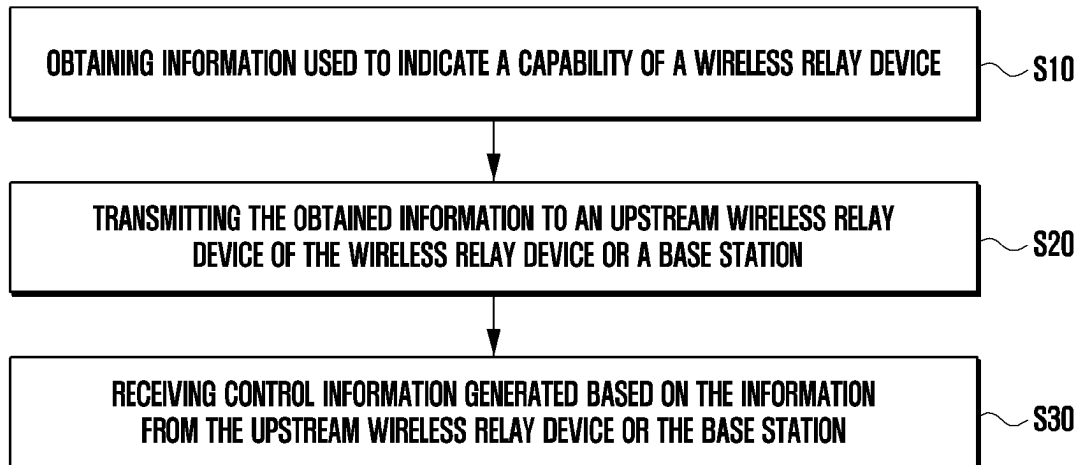 OBTAINING INFORMATION USED TO INDICATE A CAPABILITY OF A WIRELESS RELAY DEVICE
S10
TRANSMITTING THE OBTAINED INFORMATION TO AN UPSTREAM WIRELESS RELAY
DEVICE OF THE WIRELESS RELAY DEVICE OR A BASE STATION
S20
RECEIVING CONTROL INFORMATION GENERATED BASED ON THE INFORMATION
FROM THE UPSTREAM WIRELESS RELAY DEVICE OR THE BASE STATION
S30